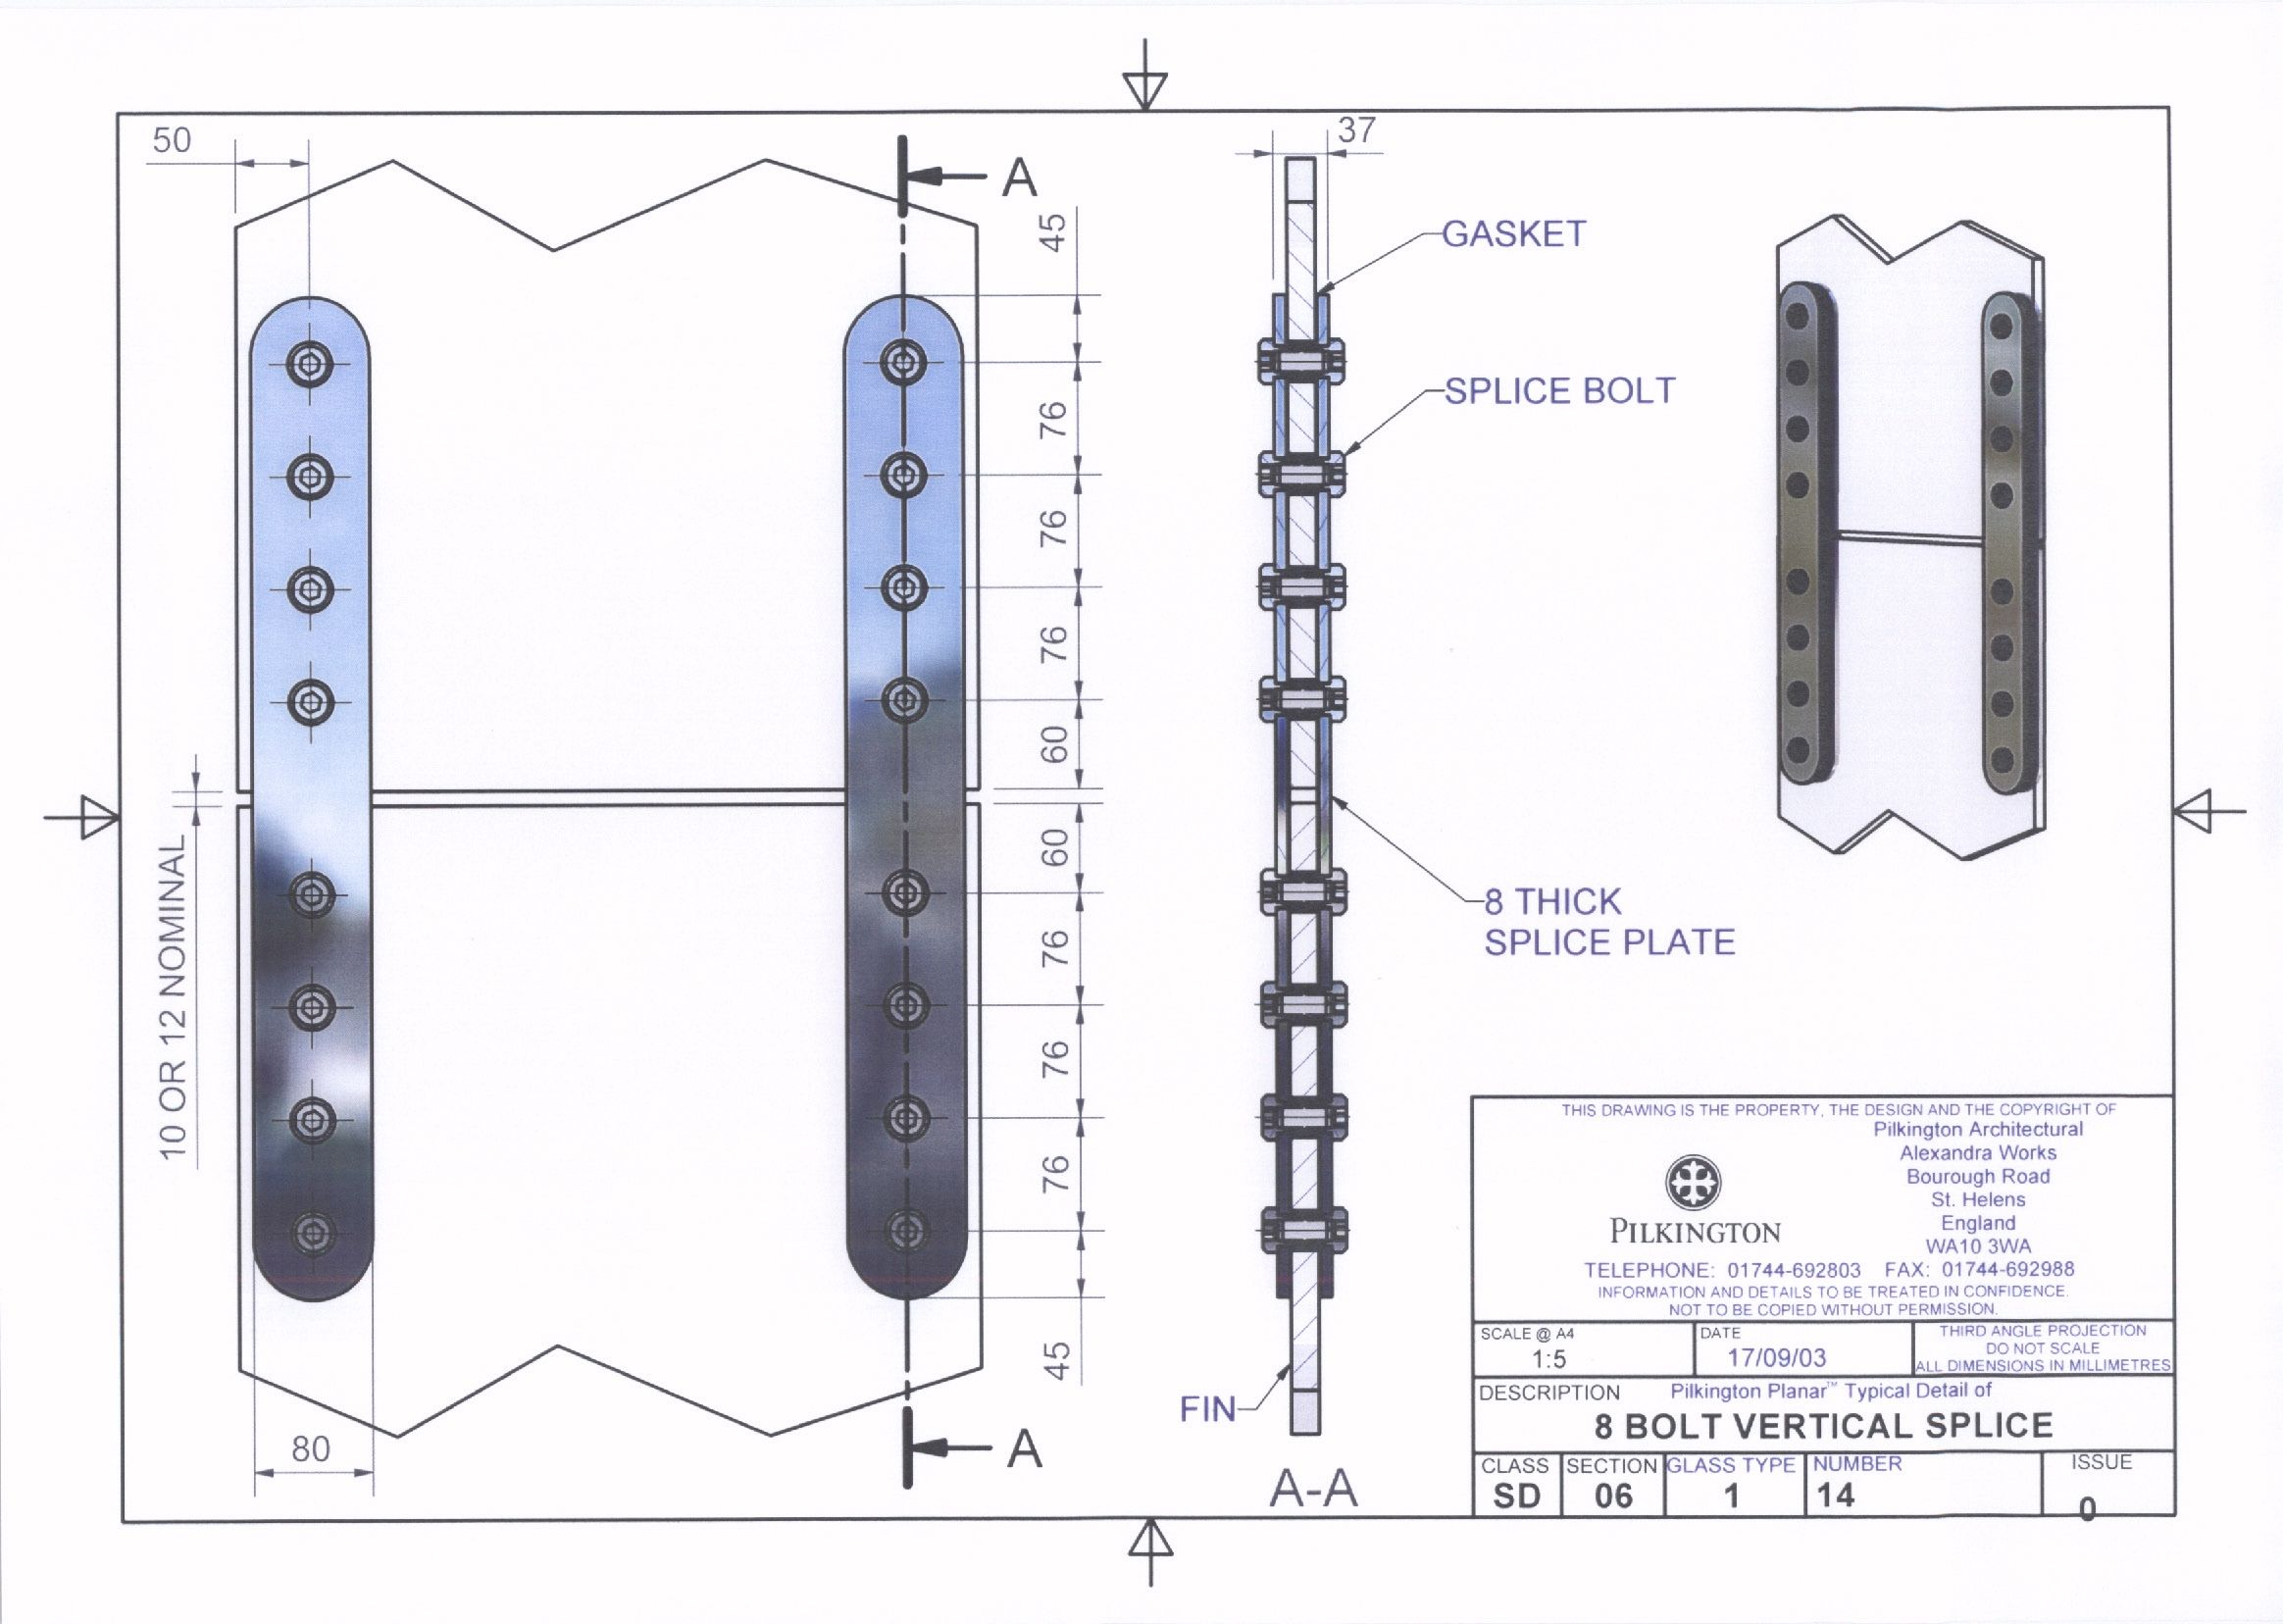 50
A
37
45
GASKET
76
SPLICE BOLT
76
76
60
10 OR 12 NOMINAL
60
8 THICK
SPLICE PLATE
76
76
76
45
FIN
80
A
A-A
THIS DRAWING IS THE PROPERTY, THE DESIGN AND THE COPYRIGHT OF
Pilkington Architectural
Alexandra Works
Bourough Road
St. Helens
England
WA10 3WA
PILKINGTON
TELEPHONE: 01744-692803 FAX: 01744-692988
INFORMATION AND DETAILS TO BE TREATED IN CONFIDENCE.
NOT TO BE COPIED WITHOUT PERMISSION.
SCALE @ A4
1:5
DATE
17/09/03
THIRD ANGLE PROJECTION
DO NOT SCALE
ALL DIMENSIONS IN MILLIMETRES
DESCRIPTION Pilkington Planar™ Typical Detail of
8 BOLT VERTICAL SPLICE
CLASS SECTION GLASS TYPE NUMBER ISSUE
SD 06 1 14 0